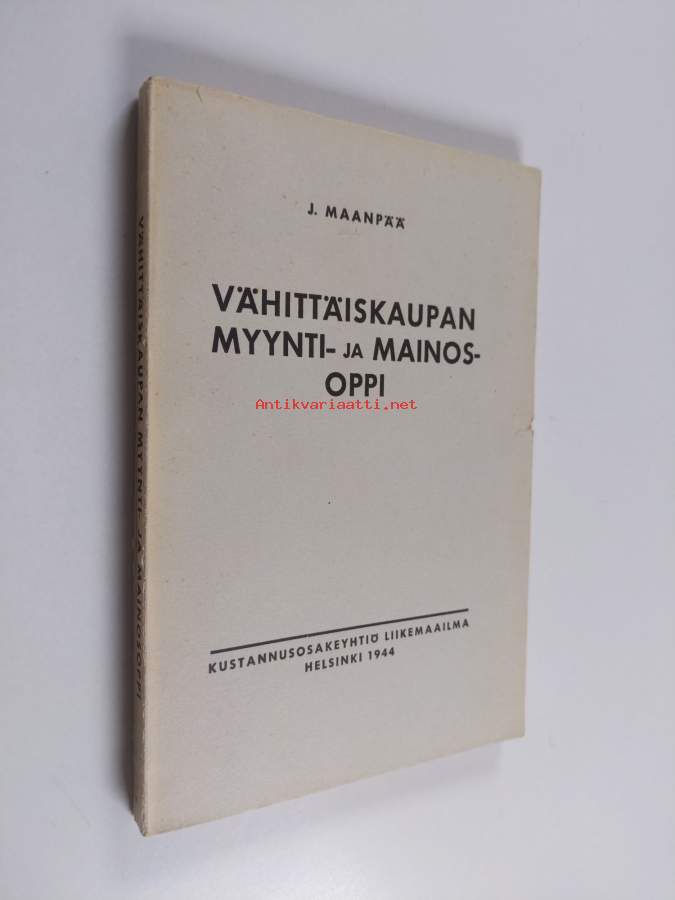 J. MAANPÄÄ
VÄHITTÄISKAUPAN
MYYNTI- JA MAINOS-
OPPI
Antikvariaatti.net
KUSTANNUSOSAKEYHTIÖ LIIKEMAAILMA
HELSINKI 1944
VÄHITTÄISKAUPAN MYYNTI- JA MAINOSOPPI